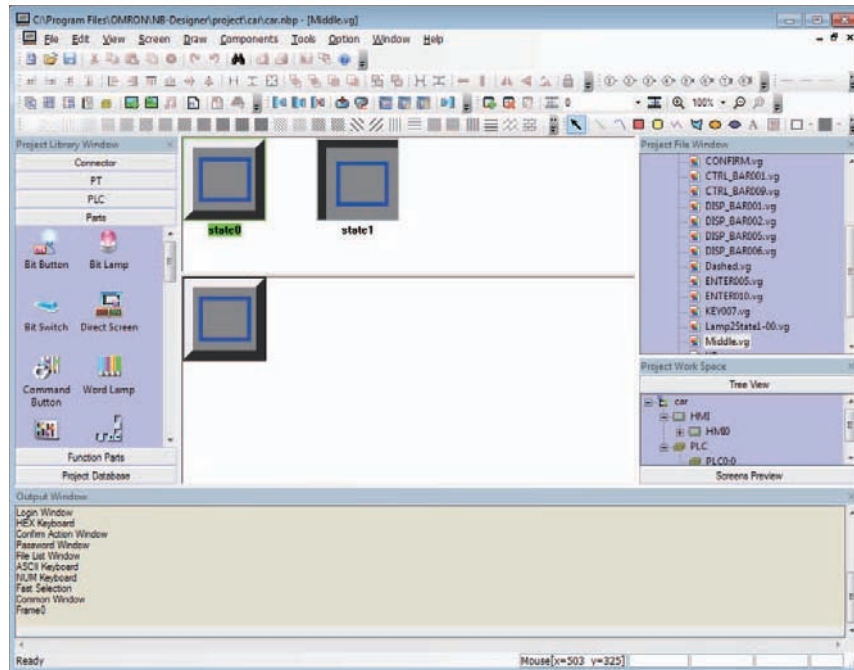 C:\Program Files\OMRON\NB-Designer\project\car\car.nbp - [Middle.vg]
File Edit View Screen Draw Components Tools Option Window Help
0 100%
Project Library Window
Connector
PT
PLC
Parts
Bit Button Bit Lamp
Bit Switch Direct Screen
Command Button Word Lamp
Function Parts
Project Database
state0 state1
Project File Window
CONFIRM.vg
CTRL_BAR001.vg
CTRL_BAR009.vg
DISP_BAR001.vg
DISP_BAR002.vg
DISP_BAR005.vg
DISP_BAR006.vg
Dashed.vg
ENTER005.vg
ENTER010.vg
KEY007.vg
Lamp2State1-00.vg
Middle.vg
Project Work Space
Tree View
car
HMI
HMI0
PLC
PLC0:0
Screens Preview
Output Window
Login Window
HEX Keyboard
Confirm Action Window
Password Window
File List Window
ASCII Keyboard
NUM Keyboard
Fast Selection
Common Window
Frame0
Ready Mouse[x=503 y=325]